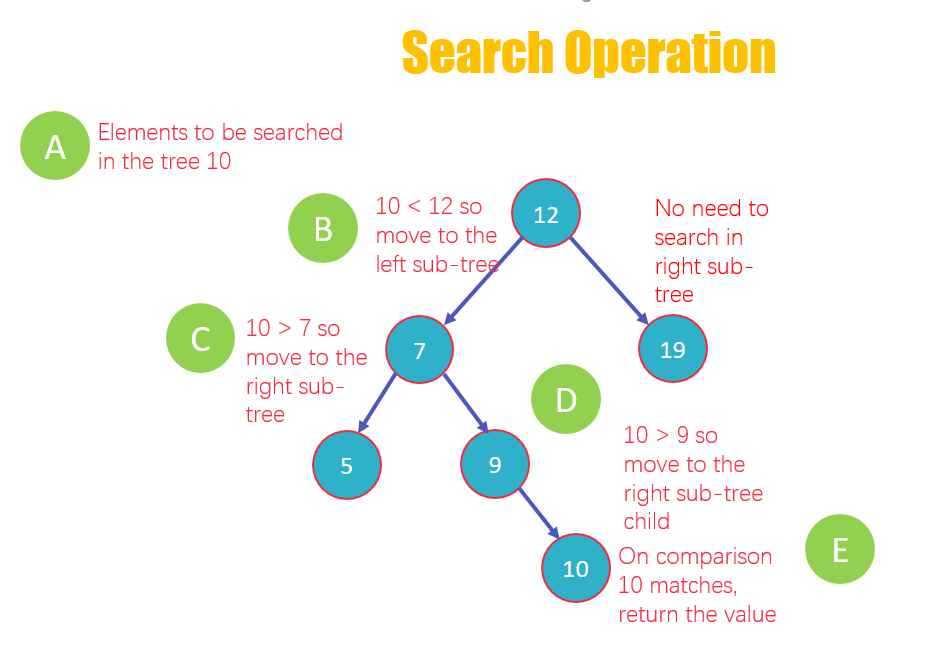 Search Operation
A
Elements to be searched
in the tree 10
B
10 < 12 so
move to the
left sub-tree
12
No need to
search in
right sub-
tree
C
10 > 7 so
move to the
right sub-
tree
7
19
D
5
9
10 > 9 so
move to the
right sub-tree
child
10
On comparison
10 matches,
return the value
E